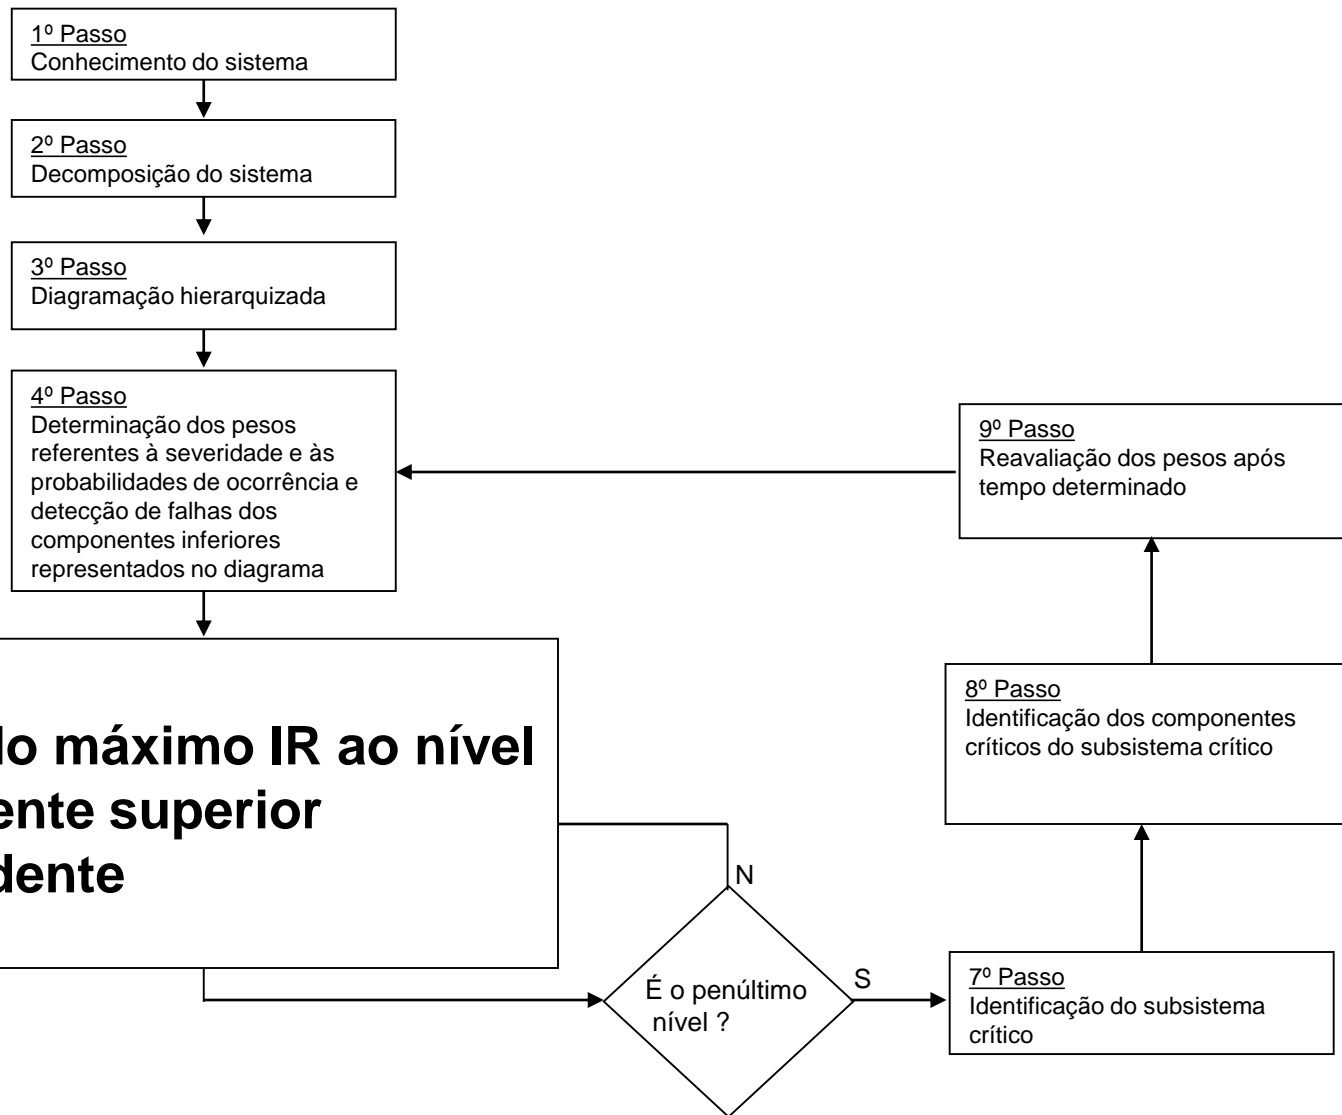 1º Passo
Conhecimento do sistema
2º Passo
Decomposição do sistema
3º Passo
Diagramação hierarquizada
4º Passo
Determinação dos pesos
referentes à severidade e às
probabilidades de ocorrência e
detecção de falhas dos
componentes inferiores
representados no diagrama
máximo IR ao nível
superior
N
É o penúltimo
nível ?
S
7º Passo
Identificação do subsistema
crítico
8º Passo
Identificação dos componentes
críticos do subsistema crítico
9º Passo
Reavaliação dos pesos após
tempo determinado